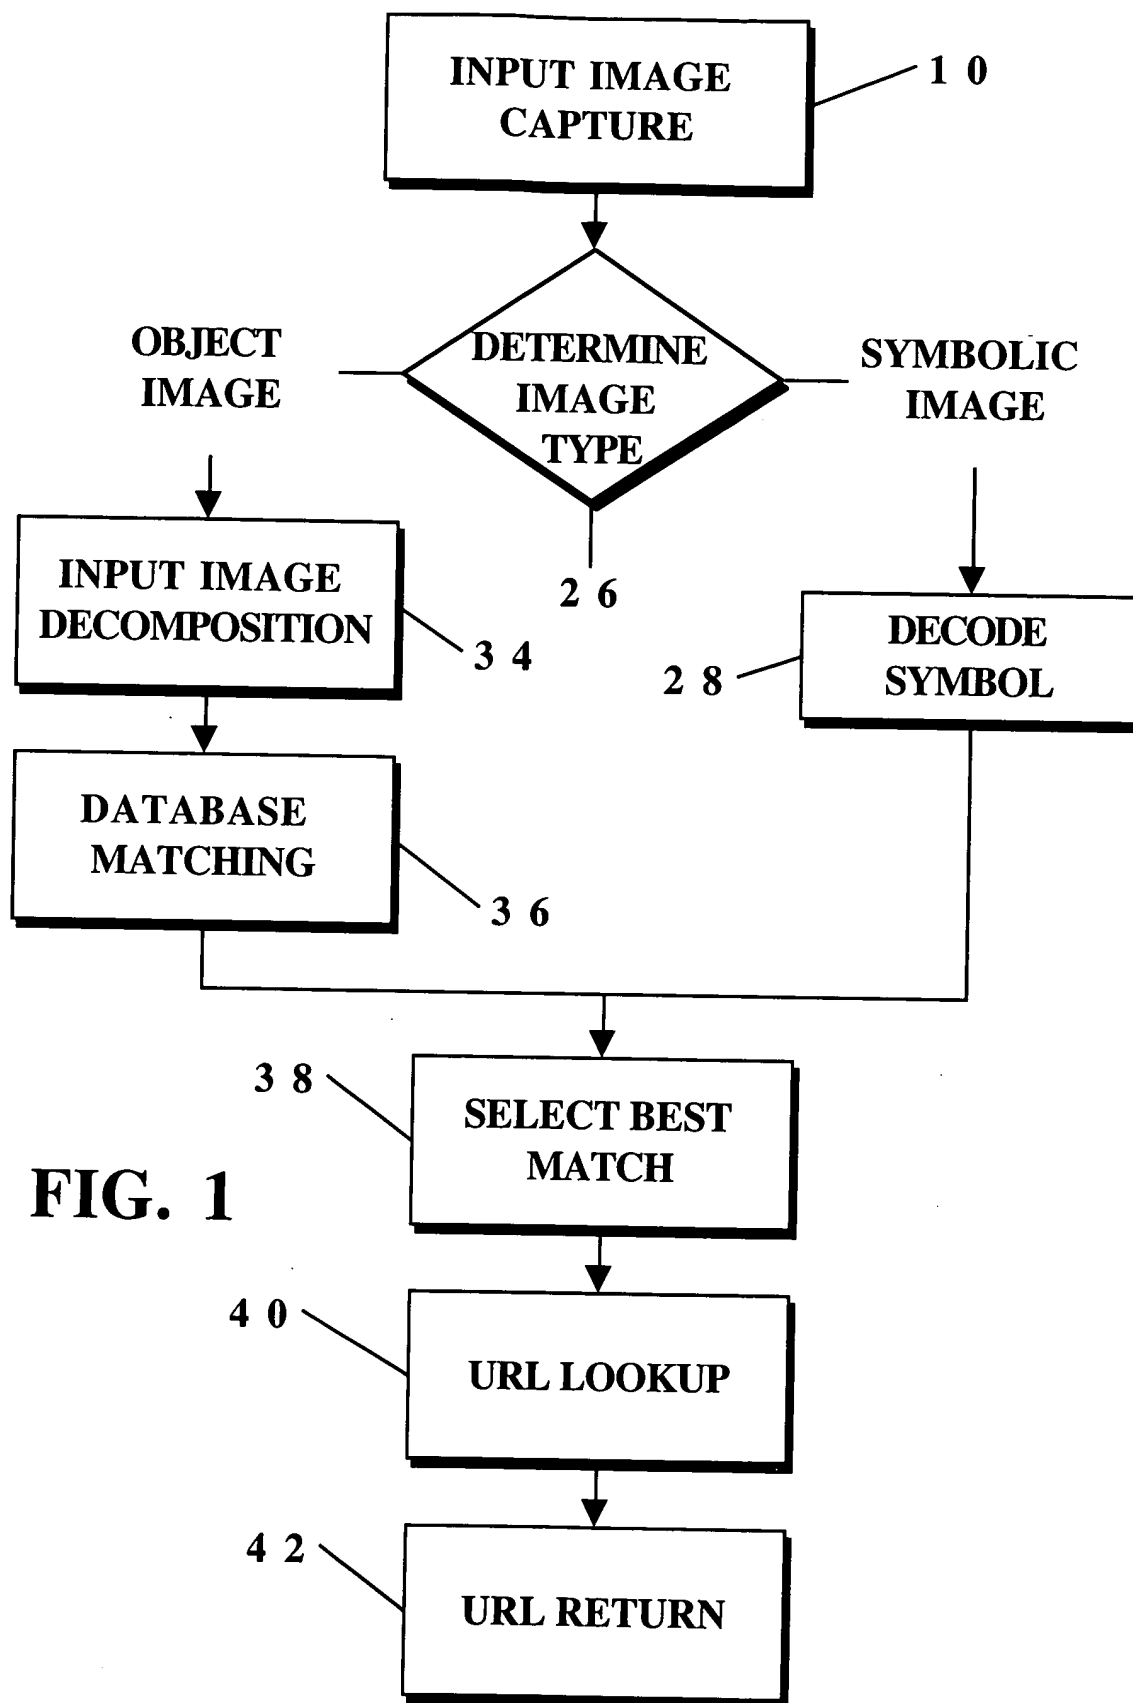 INPUT IMAGE
CAPTURE
1 0
OBJECT
IMAGE
DETERMINE
IMAGE
TYPE
SYMBOLIC
IMAGE
2 6
INPUT IMAGE
DECOMPOSITION
3 4
DECODE
SYMBOL
2 8
DATABASE
MATCHING
3 6
3 8
SELECT BEST
MATCH
FIG. 1
4 0
URL LOOKUP
4 2
URL RETURN